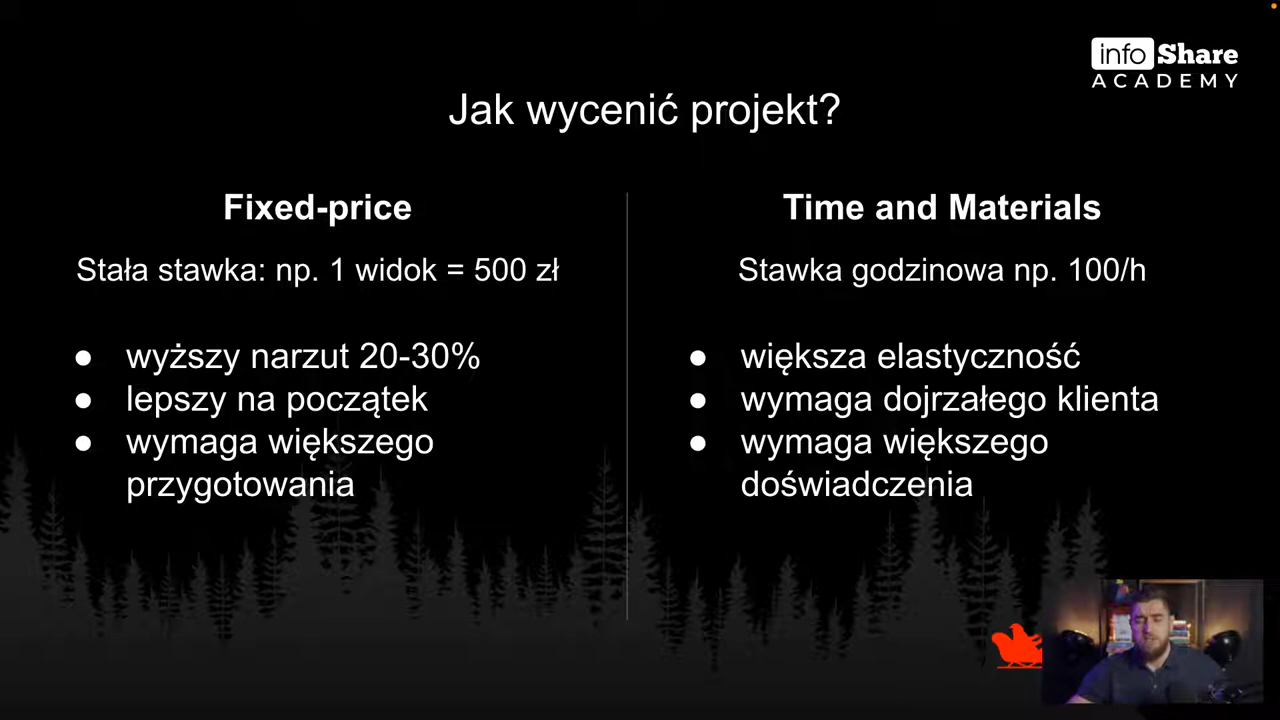 info Share
ACADEMY
Jak wycenić projekt?
Fixed-price
Stała stawka: np. 1 widok = 500 zł
● wyższy narzut 20-30%
● lepszy na początek
● wymaga większego
przygotowania
Time and Materials
Stawka godzinowa np. 100/h
● większa elastyczność
● wymaga dojrzałego klienta
● wymaga większego
doświadczenia